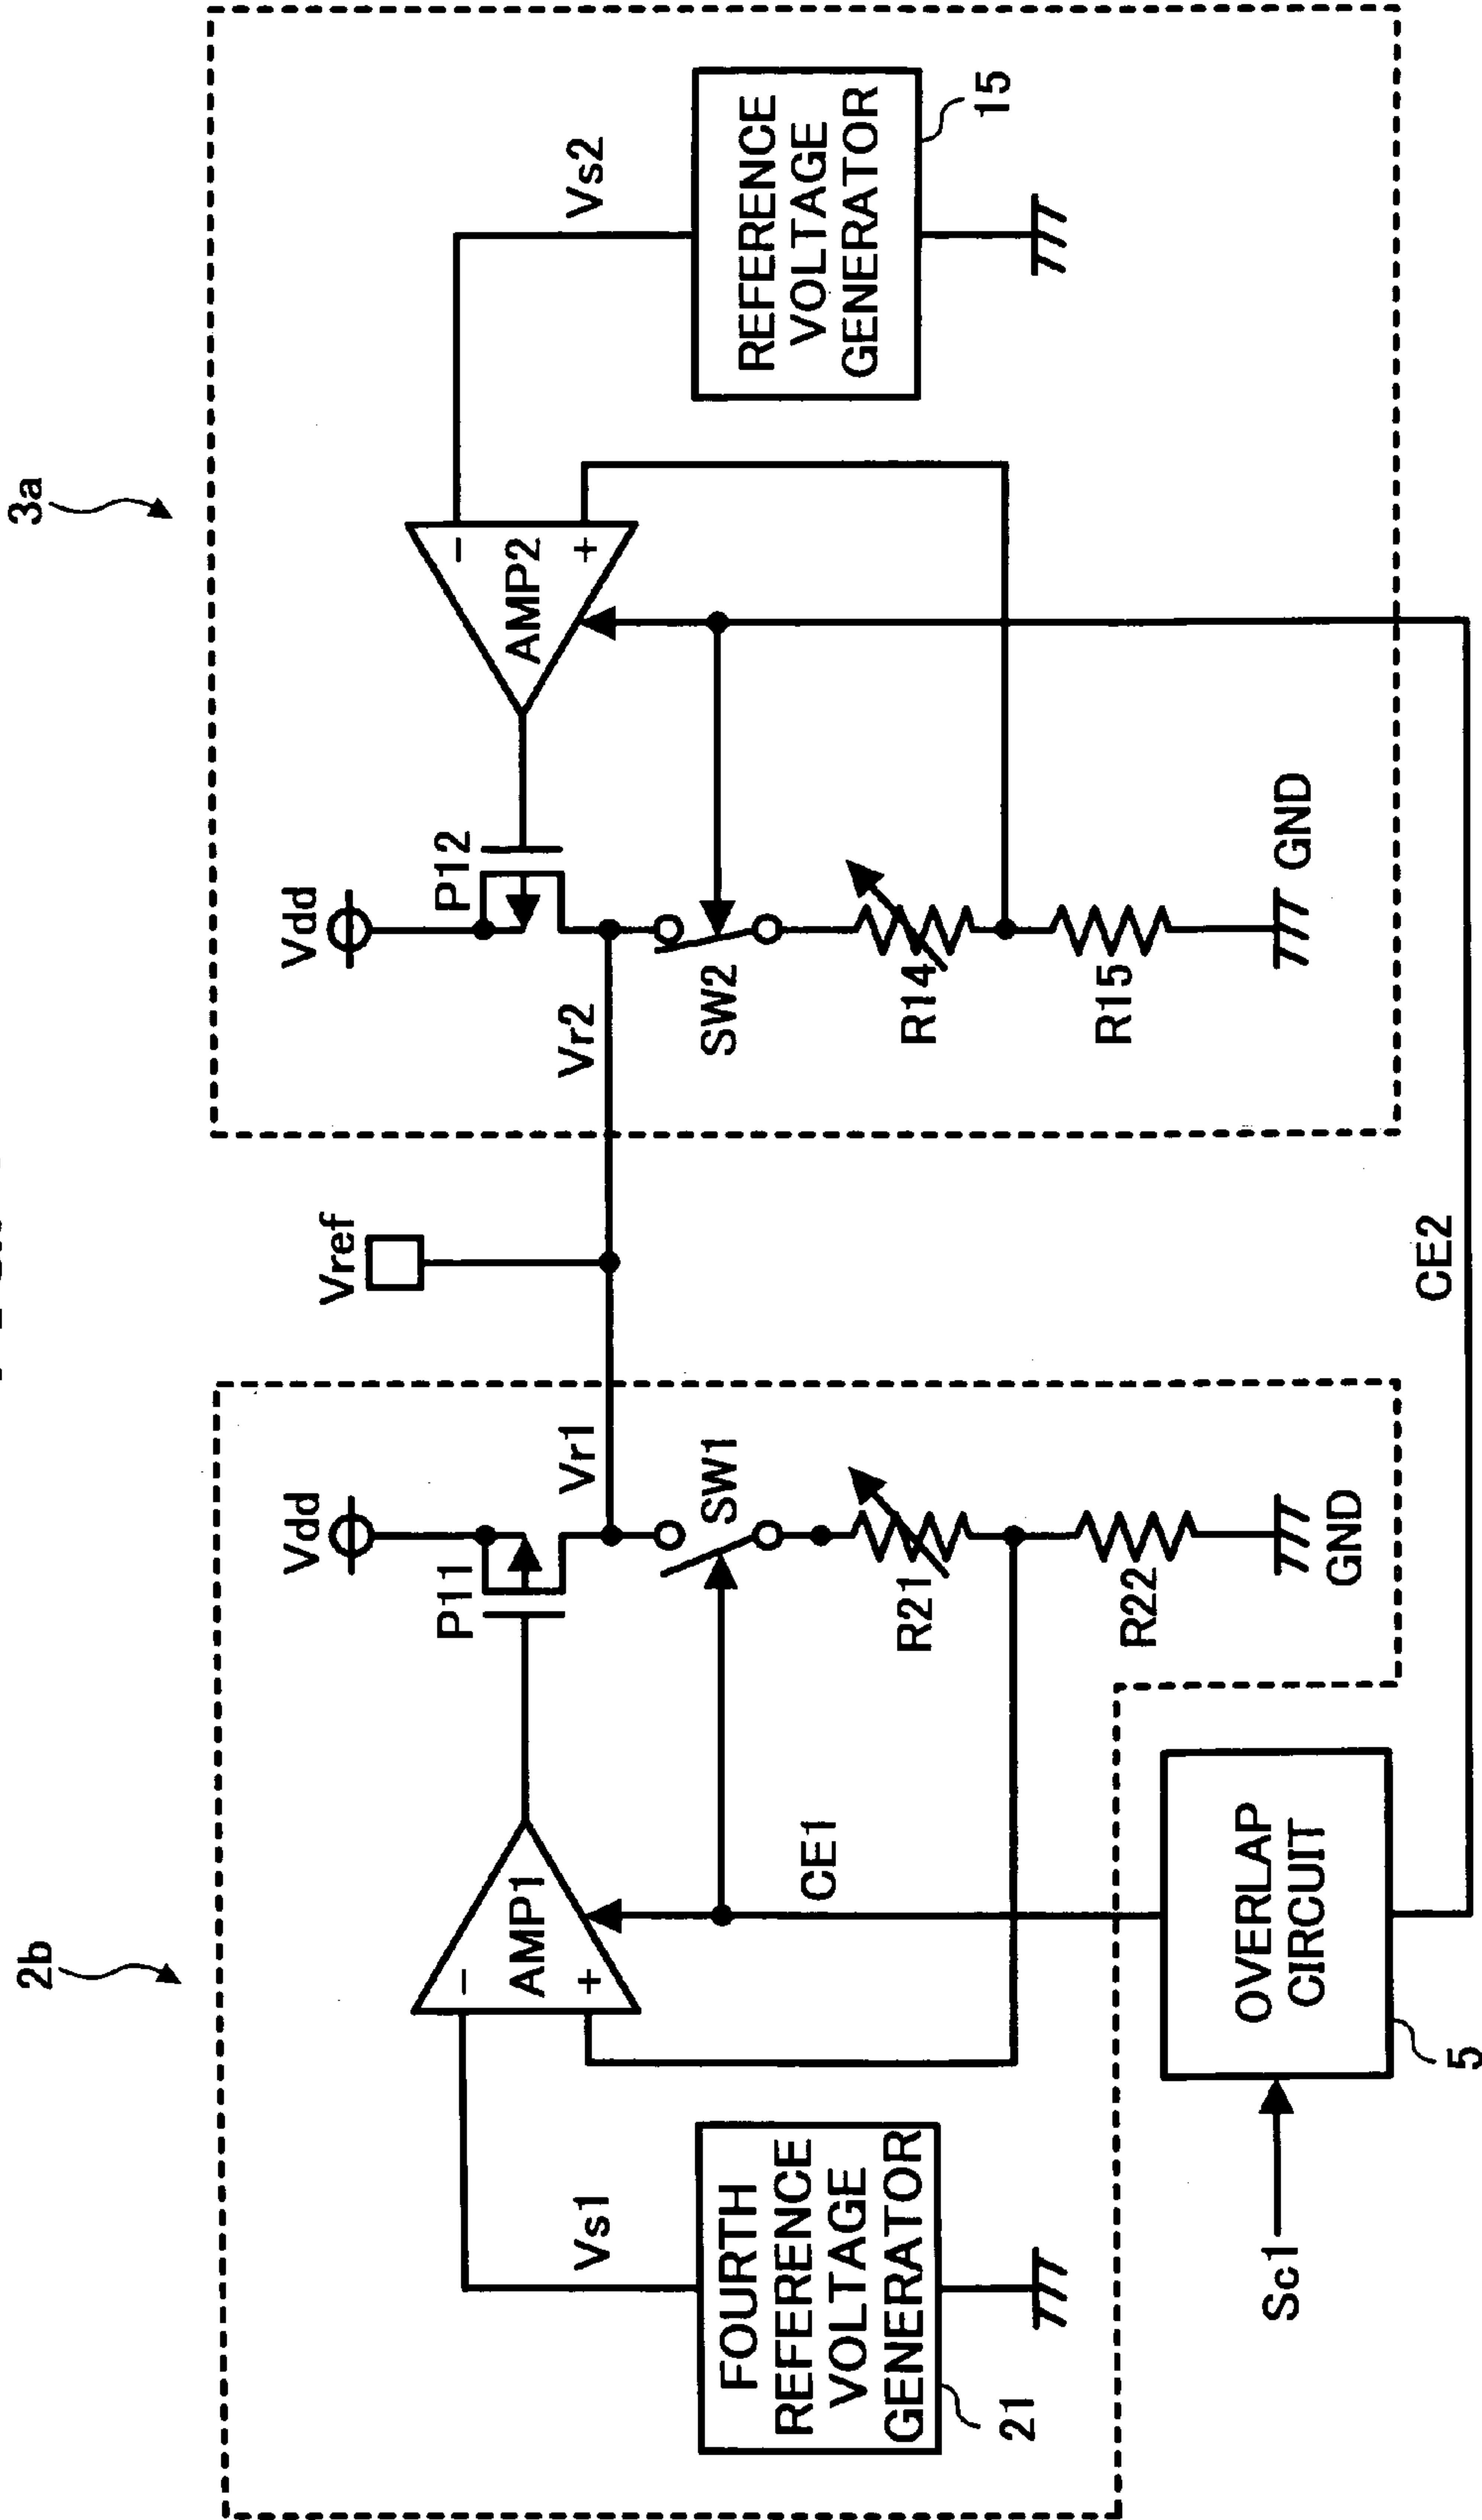 2b
3a
Vdd
Vref
Vdd
P11
P12
AMP1
-
+
AMP2
-
+
Vs1
Vr1
Vr2
Vs2
FOURTH
REFERENCE
VOLTAGE
GENERATOR
21
SW1
SW2
REFERENCE
VOLTAGE
GENERATOR
15
CE1
R21
R14
R22
R15
GND
GND
Sc1
OVERLAP
CIRCUIT
5
CE2